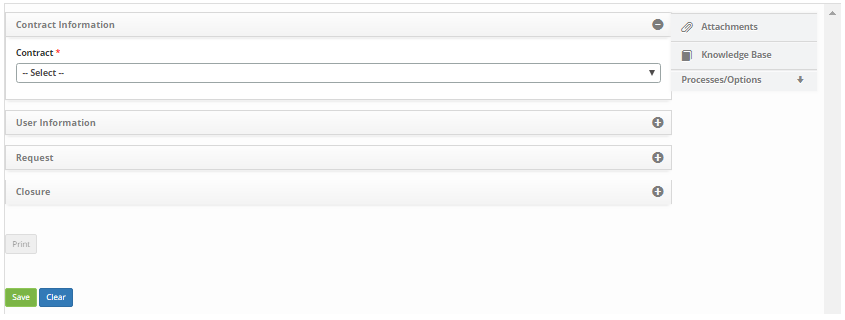 Contract Information
Contract *
-- Select --
User Information
Request
Closure
Print
Save Clear
Attachments
Knowledge Base
Processes/Options